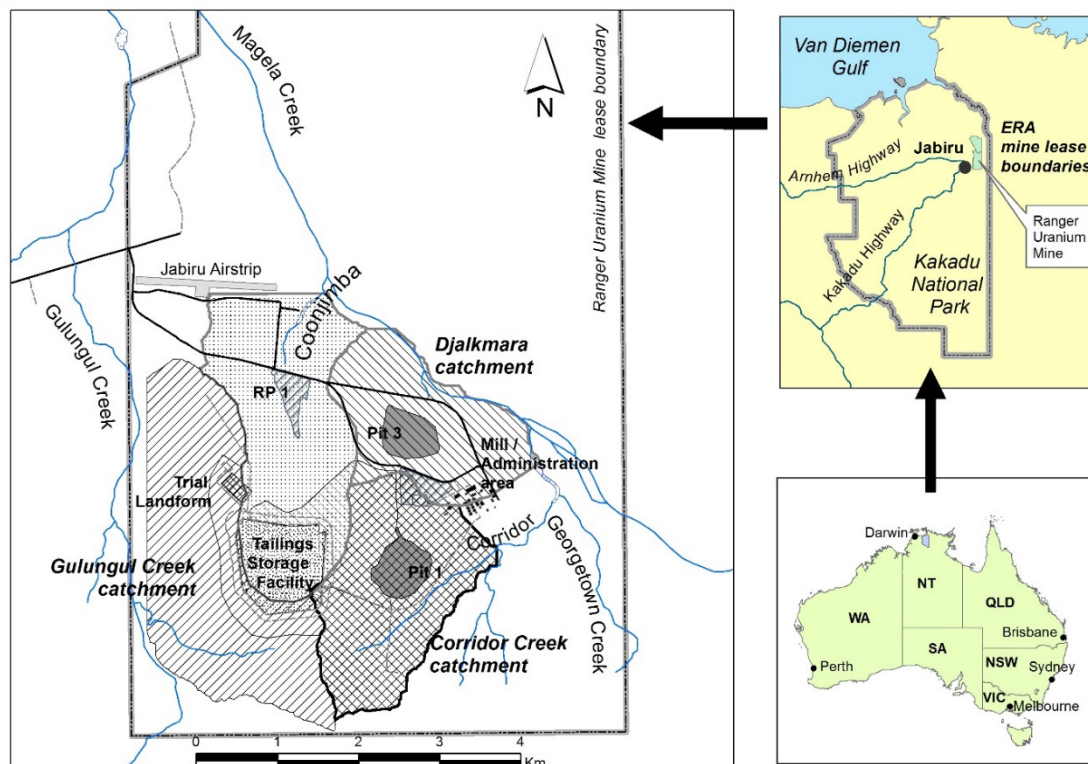 Magela Creek
N
Ranger Uranium Mine lease boundary
Jabiru Airstrip
Gulungul Creek
Coonjimba
Djalkmara
catchment
RP 1
Pit 3
Mill /
Administration
area
Trial
Landform
Tailings
Storage
Facility
Corridor
Pit 1
Georgetown Creek
Gulungul Creek
catchment
Corridor Creek
catchment
0 1 2 3 4
Km
Van Diemen
Gulf
ERA
mine lease
boundaries
Jabiru
Arnhem Highway
Ranger
Uranium
Mine
Kakadu Highway
Kakadu
National
Park
Darwin
NT
QLD
WA
Brisbane
SA
NSW
Perth
Sydney
VIC
Melbourne